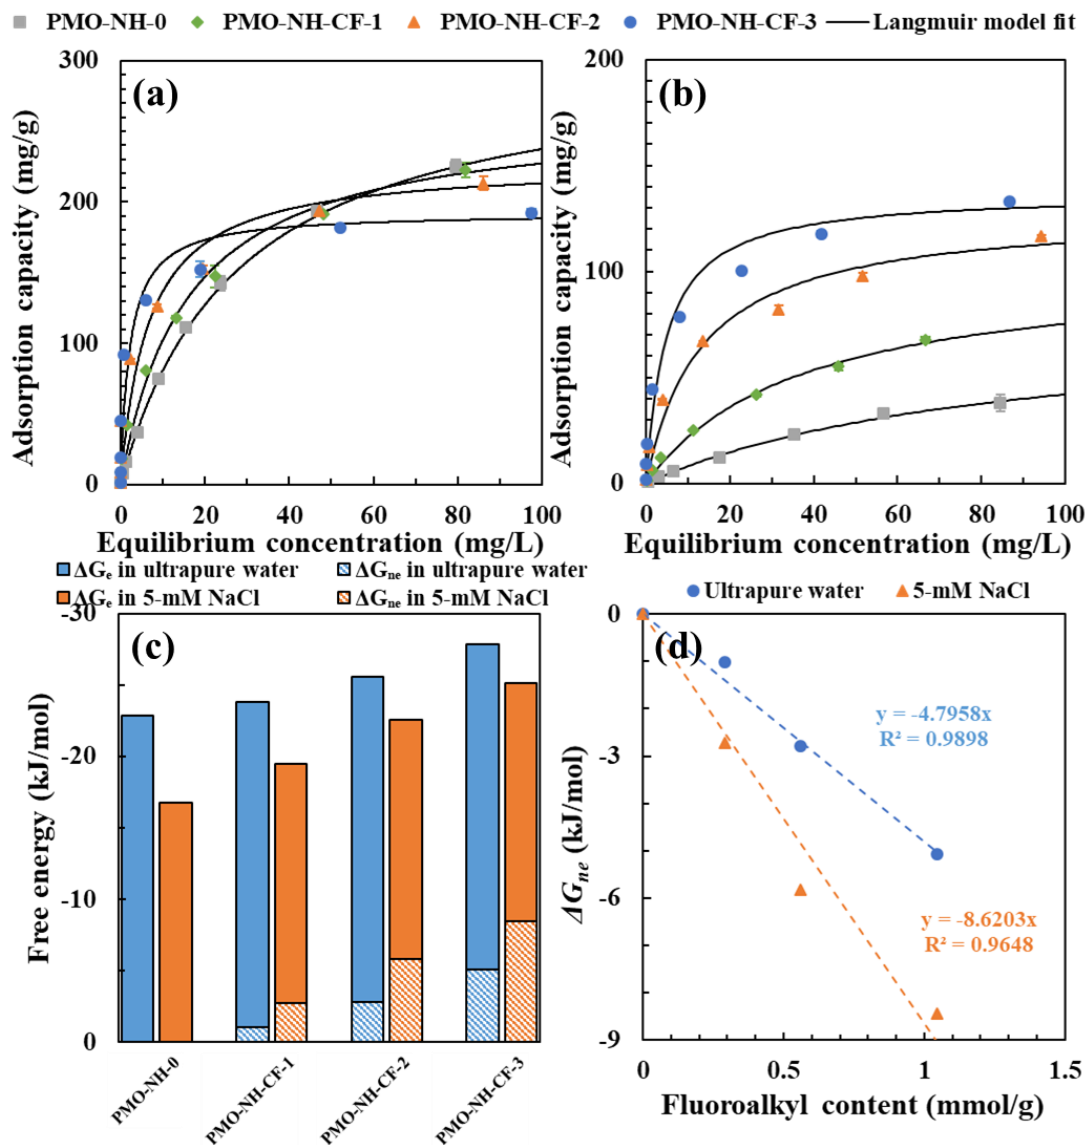 PMO-NH-0 PMO-NH-CF-1 PMO-NH-CF-2 PMO-NH-CF-3 Langmuir model fit
(a)
Adsorption capacity (mg/g)
300
200
100
0
0 20 40 60 80 100
Equilibrium concentration (mg/L)
(b)
Adsorption capacity (mg/g)
200
100
0
0 20 40 60 80 100
Equilibrium concentration (mg/L)
ΔGe in ultrapure water ΔGne in ultrapure water
ΔGe in 5-mM NaCl ΔGne in 5-mM NaCl
(c)
Free energy (kJ/mol)
-30
-20
-10
0
PMO-NH-0 PMO-NH-CF-1 PMO-NH-CF-2 PMO-NH-CF-3
Ultrapure water 5-mM NaCl
(d)
ΔGne (kJ/mol)
0
-3
-6
-9
y = -4.7958x
R² = 0.9898
y = -8.6203x
R² = 0.9648
0 0.5 1 1.5
Fluoroalkyl content (mmol/g)